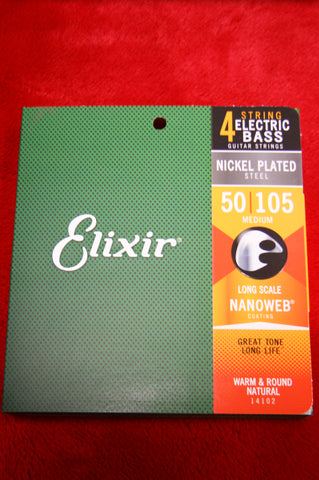 4 STRING
ELECTRIC
BASS
GUITAR STRINGS
NICKEL PLATED
STEEL
50 | 105
MEDIUM
Elixir®
LONG SCALE
NANOWEB®
COATING
GREAT TONE
LONG LIFE
WARM & ROUND
NATURAL
14102